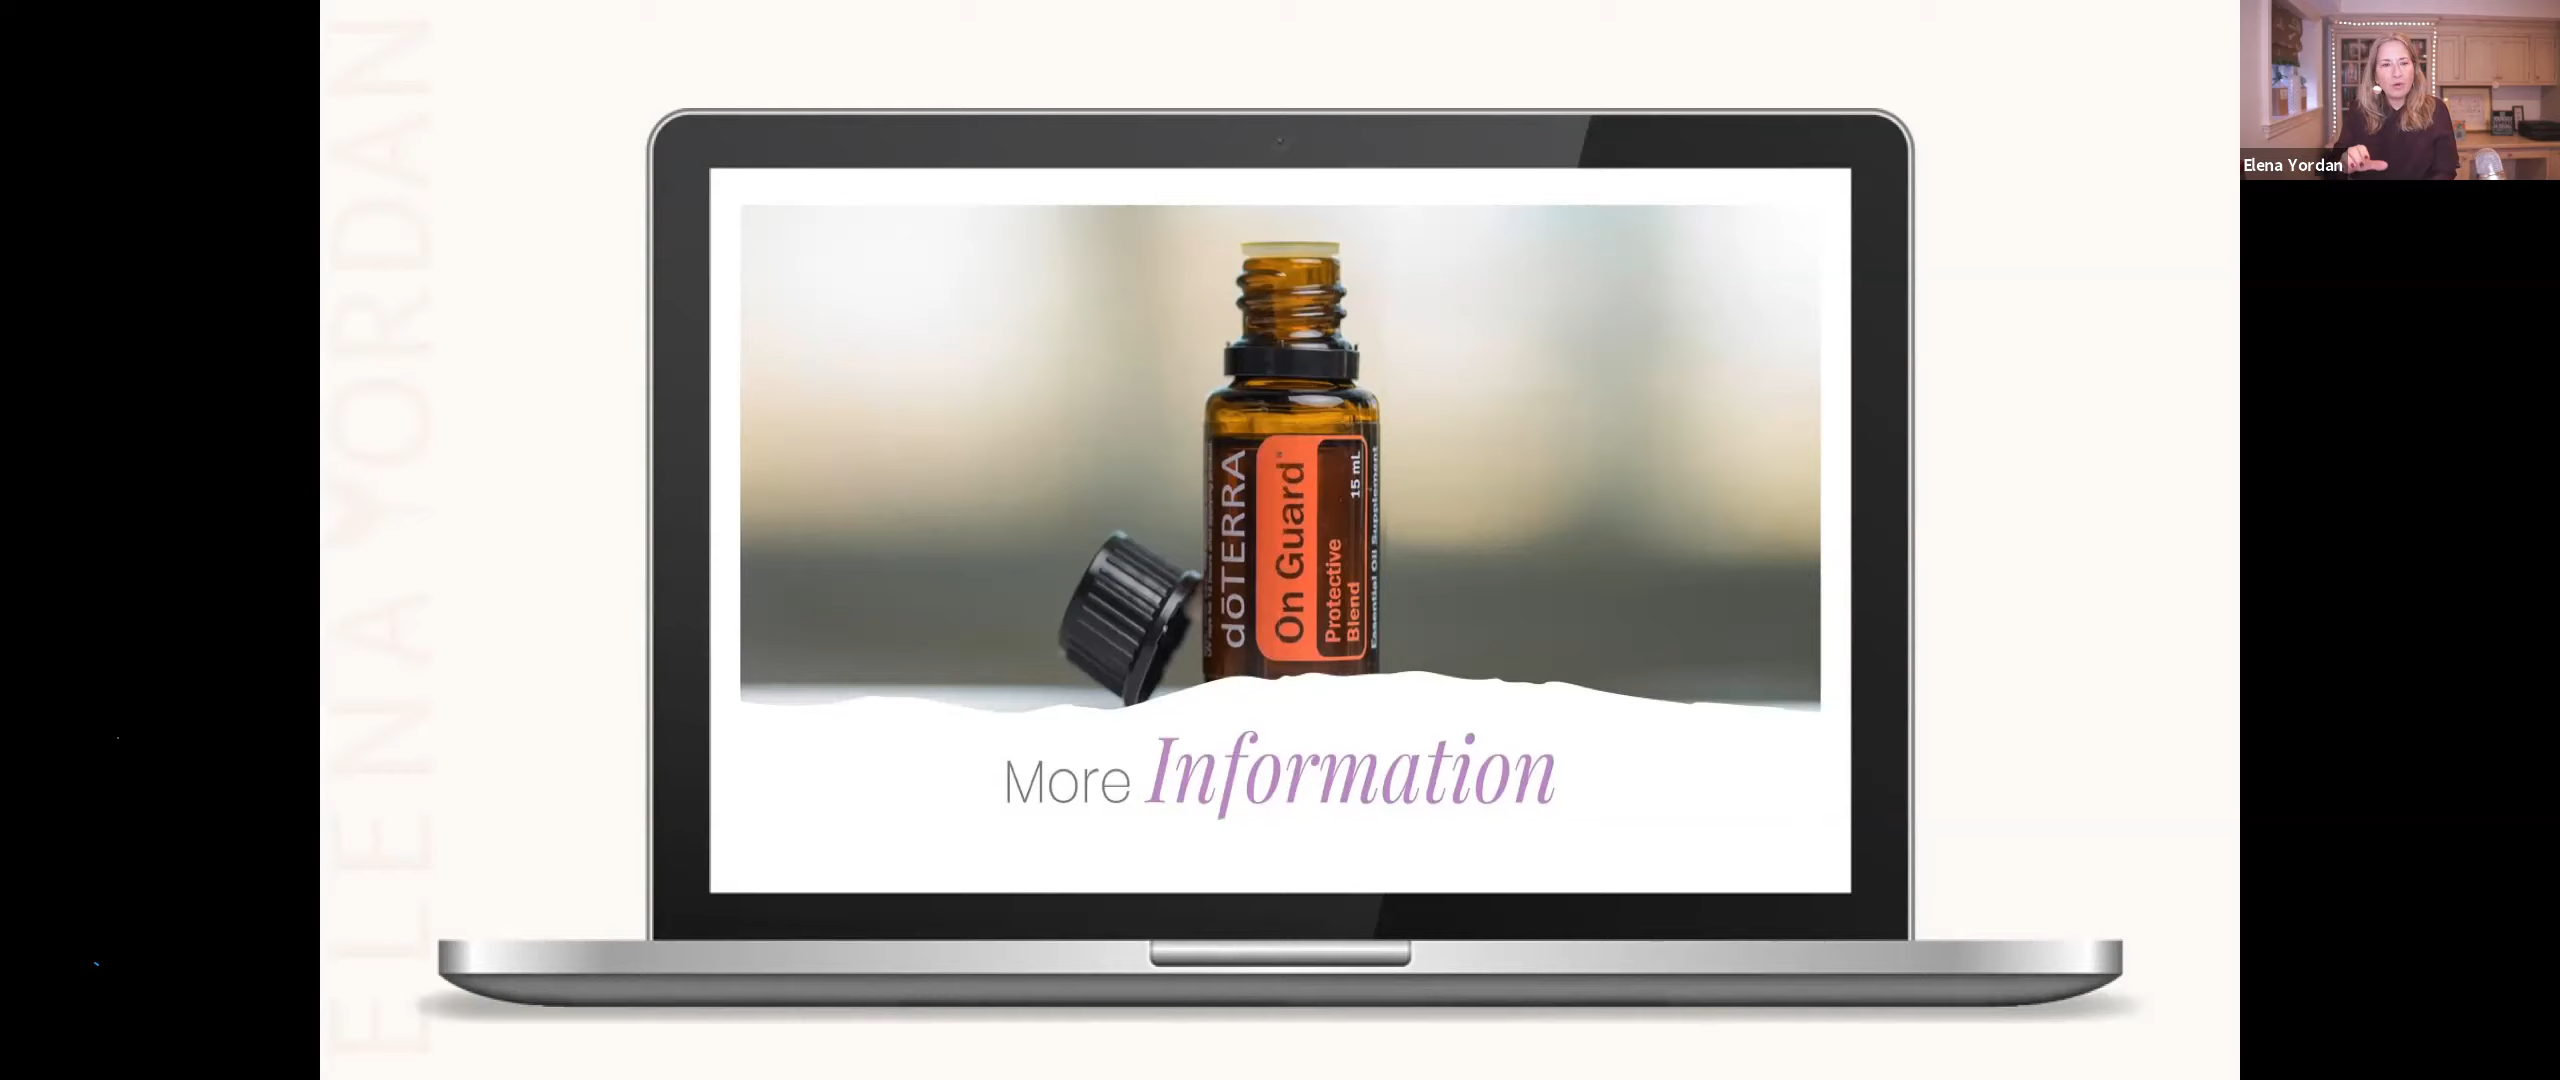 ELENA YORDAN
dōTERRA
On Guard®
Protective
Blend
15 mL
Essential Oil Supplement
More Information
Elena Yordan